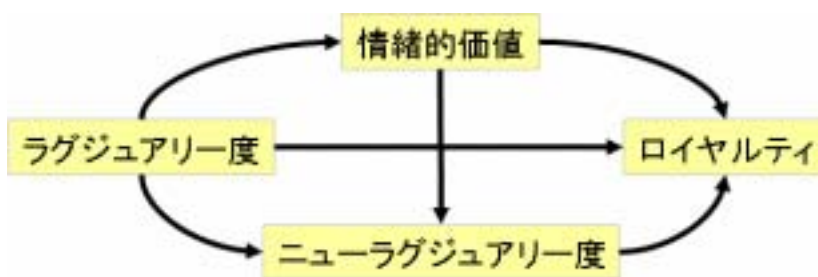 情緒的価値
ラグジュアリー度
ロイヤルティ
ニューラグジュアリー度